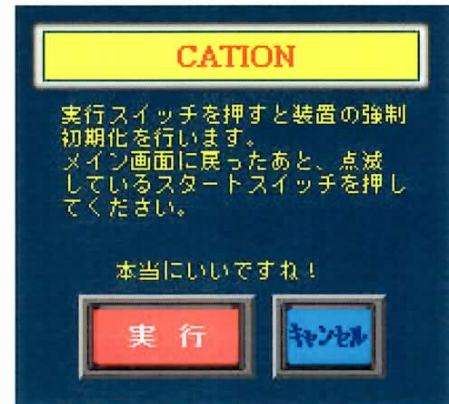 CATION
実行スイッチを押すと装置の強制
初期化を行います。
メイン画面に戻ったあと、点滅
しているスタートスイッチを押し
てください。
本当にいいですね!
実行
キャンセル